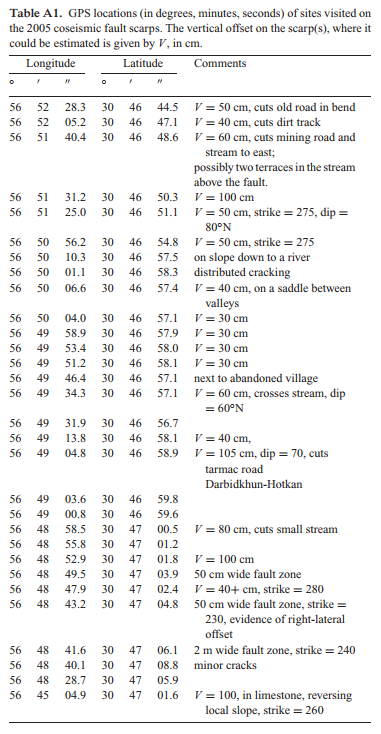 Table A1. GPS locations (in degrees, minutes, seconds) of sites visited on
the 2005 coseismic fault scarps. The vertical offset on the scarp(s), where it
could be estimated is given by V, in cm.
Longitude Latitude Comments
° ′ ″ ° ′ ″
56 52 28.3 30 46 44.5 V = 50 cm, cuts old road in bend
56 52 05.2 30 46 47.1 V = 40 cm, cuts dirt track
56 51 40.4 30 46 48.6 V = 60 cm, cuts mining road and
stream to east;
possibly two terraces in the stream
above the fault.
56 51 31.2 30 46 50.3 V = 100 cm
56 51 25.0 30 46 51.1 V = 50 cm, strike = 275, dip =
80°N
56 50 56.2 30 46 54.8 V = 50 cm, strike = 275
56 50 10.3 30 46 57.5 on slope down to a river
56 50 01.1 30 46 58.3 distributed cracking
56 50 06.6 30 46 57.4 V = 40 cm, on a saddle between
valleys
56 50 04.0 30 46 57.1 V = 30 cm
56 49 58.9 30 46 57.9 V = 30 cm
56 49 53.4 30 46 58.0 V = 30 cm
56 49 51.2 30 46 58.1 V = 30 cm
56 49 46.4 30 46 57.1 next to abandoned village
56 49 34.3 30 46 57.1 V = 60 cm, crosses stream, dip
= 60°N
56 49 31.9 30 46 56.7
56 49 13.8 30 46 58.1 V = 40 cm,
56 49 04.8 30 46 58.9 V = 105 cm, dip = 70, cuts
tarmac road
Darbidkhun-Hotkan
56 49 03.6 30 46 59.8
56 49 00.8 30 46 59.6
56 48 58.5 30 47 00.5 V = 80 cm, cuts small stream
56 48 55.8 30 47 01.2
56 48 52.9 30 47 01.8 V = 100 cm
56 48 49.5 30 47 03.9 50 cm wide fault zone
56 48 47.9 30 47 02.4 V = 40+ cm, strike = 280
56 48 43.2 30 47 04.8 50 cm wide fault zone, strike =
230, evidence of right-lateral
offset
56 48 41.6 30 47 06.1 2 m wide fault zone, strike = 240
56 48 40.1 30 47 08.8 minor cracks
56 48 28.7 30 47 05.9
56 45 04.9 30 47 01.6 V = 100, in limestone, reversing
local slope, strike = 260